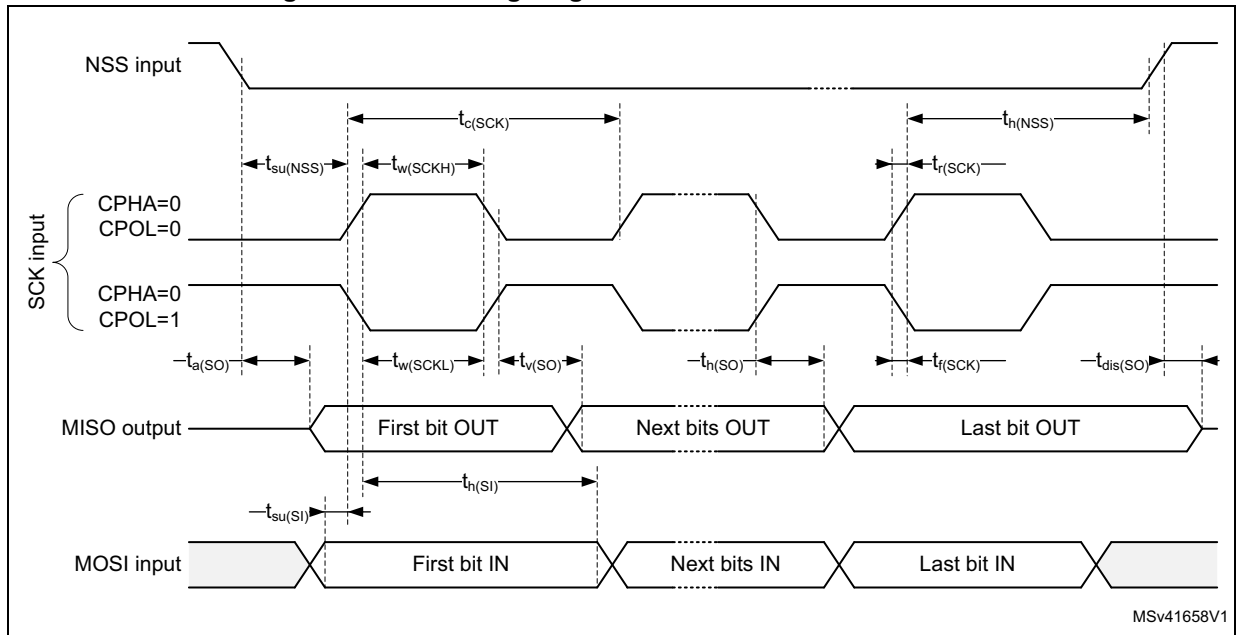 NSS input
tc(SCK)
th(NSS)
tsu(NSS)
tw(SCKH)
tr(SCK)
SCK input
CPHA=0
CPOL=0
CPHA=0
CPOL=1
ta(SO)
tw(SCKL)
tv(SO)
th(SO)
tf(SCK)
tdis(SO)
MISO output
First bit OUT
Next bits OUT
Last bit OUT
th(SI)
tsu(SI)
MOSI input
First bit IN
Next bits IN
Last bit IN
MSv41658V1